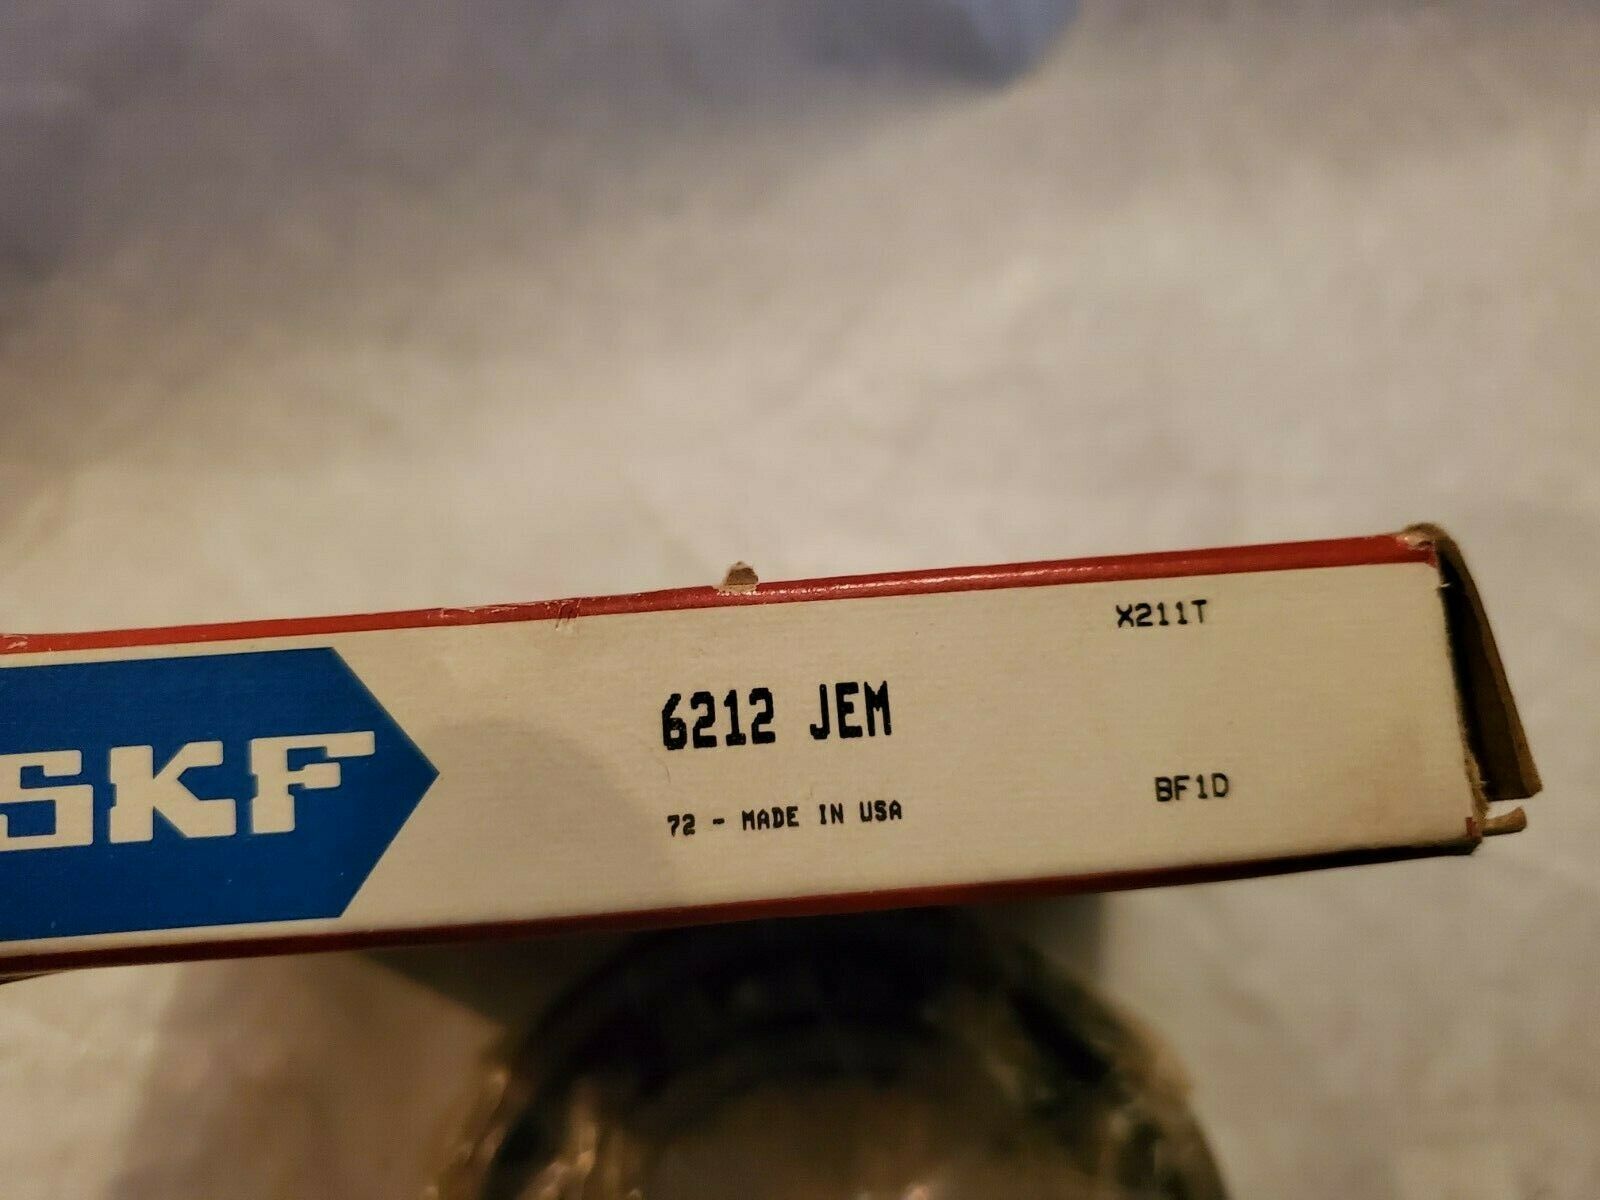 SKF
6212 JEM
72 - MADE IN USA
X211T
BF1D